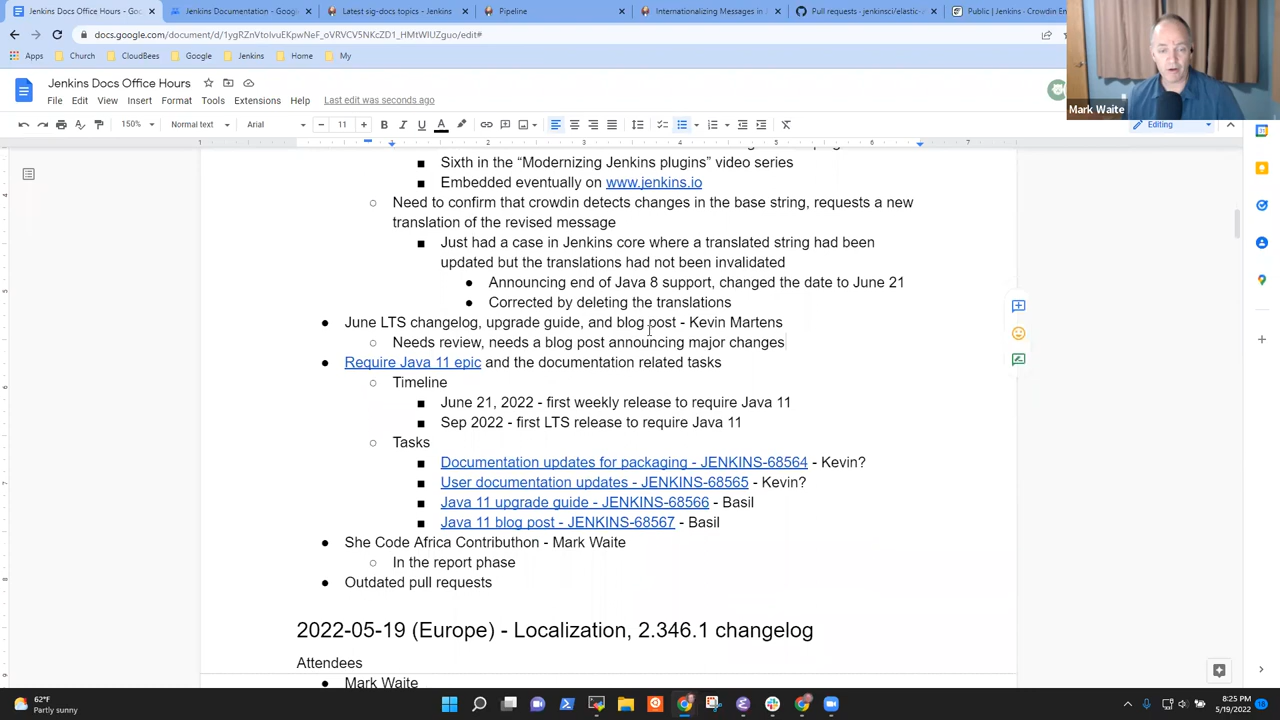 Jenkins Docs Office Hours - Goo
Documentation - Google
Latest sig-docs topics - Jenkins
Pipeline
Internationalizing Messages in J
Pull requests · jenkinsci/elastic-
Public | Jenkins - Crowdin En
docs.google.com/document/d/1ygRZnVtoIvuEKpwNeF_oVRVCV5NKcZD1_HMtWIUZguo/edit#
Apps
Church
CloudBees
Google
Jenkins
Home
My
Jenkins Docs Office Hours
File Edit View Insert Format Tools Extensions Help Last edit was seconds ago
150% Normal text Arial 11 Editing
Mark Waite
Sixth in the “Modernizing Jenkins plugins” video series
Embedded eventually on www.jenkins.io
Need to confirm that crowdin detects changes in the base string, requests a new
translation of the revised message
Just had a case in Jenkins core where a translated string had been
updated but the translations had not been invalidated
Announcing end of Java 8 support, changed the date to June 21
Corrected by deleting the translations
June LTS changelog, upgrade guide, and blog post - Kevin Martens
Needs review, needs a blog post announcing major changes
Require Java 11 epic and the documentation related tasks
Timeline
June 21, 2022 - first weekly release to require Java 11
Sep 2022 - first LTS release to require Java 11
Tasks
Documentation updates for packaging - JENKINS-68564 - Kevin?
User documentation updates - JENKINS-68565 - Kevin?
Java 11 upgrade guide - JENKINS-68566 - Basil
Java 11 blog post - JENKINS-68567 - Basil
She Code Africa Contributhon - Mark Waite
In the report phase
Outdated pull requests
2022-05-19 (Europe) - Localization, 2.346.1 changelog
Attendees
Mark Waite
62°F
Partly sunny
8:25 PM
5/19/2022